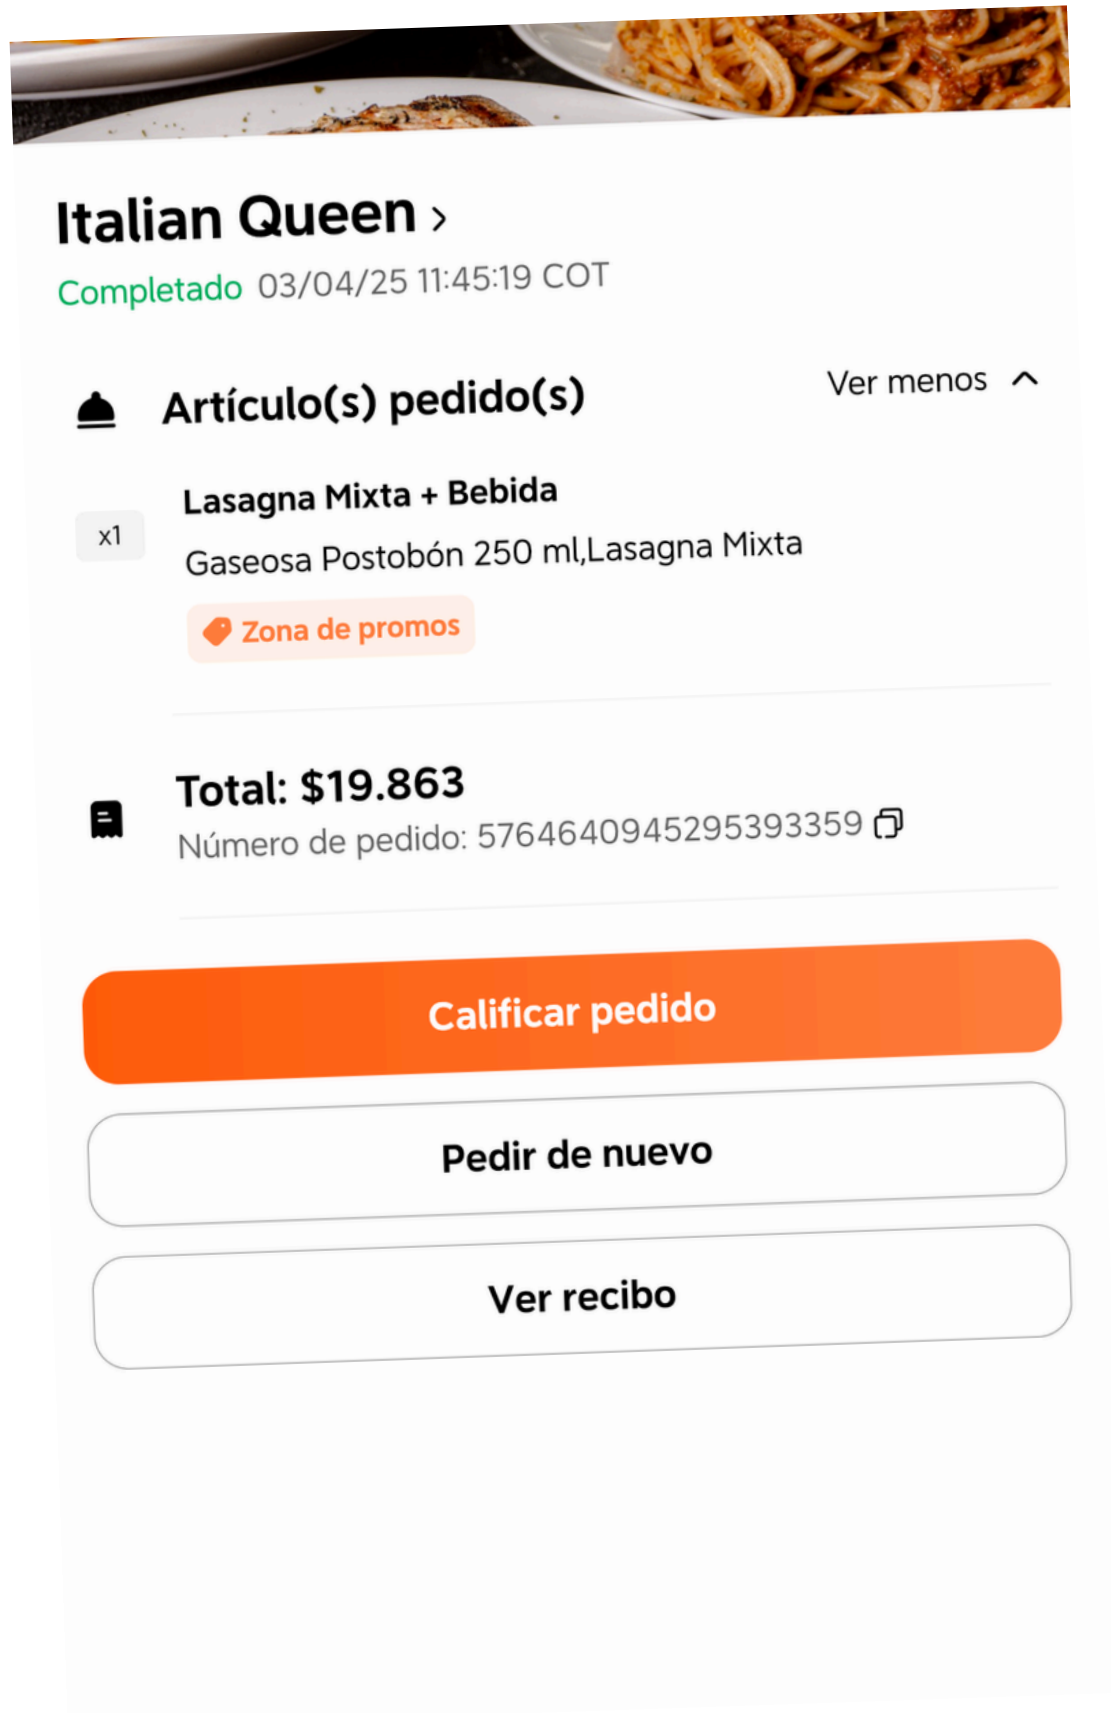 Italian Queen
Completado 03/04/25 11:45:19 COT
Artículo(s) pedido(s) Ver menos
x1 Lasagna Mixta + Bebida
Gaseosa Postobón 250 ml,Lasagna Mixta
Zona de promos
Total: $19.863
Número de pedido: 5764640945295393359
Calificar pedido
Pedir de nuevo
Ver recibo